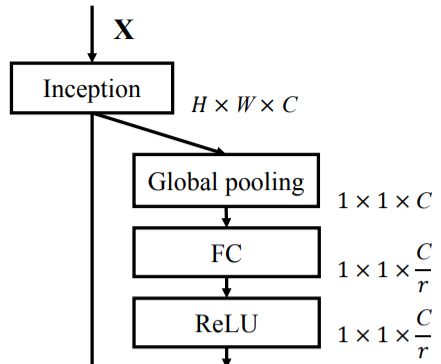 X
Inception
H × W × C
Global pooling
1 × 1 × C
FC
1 × 1 × C/r
ReLU
1 × 1 × C/r